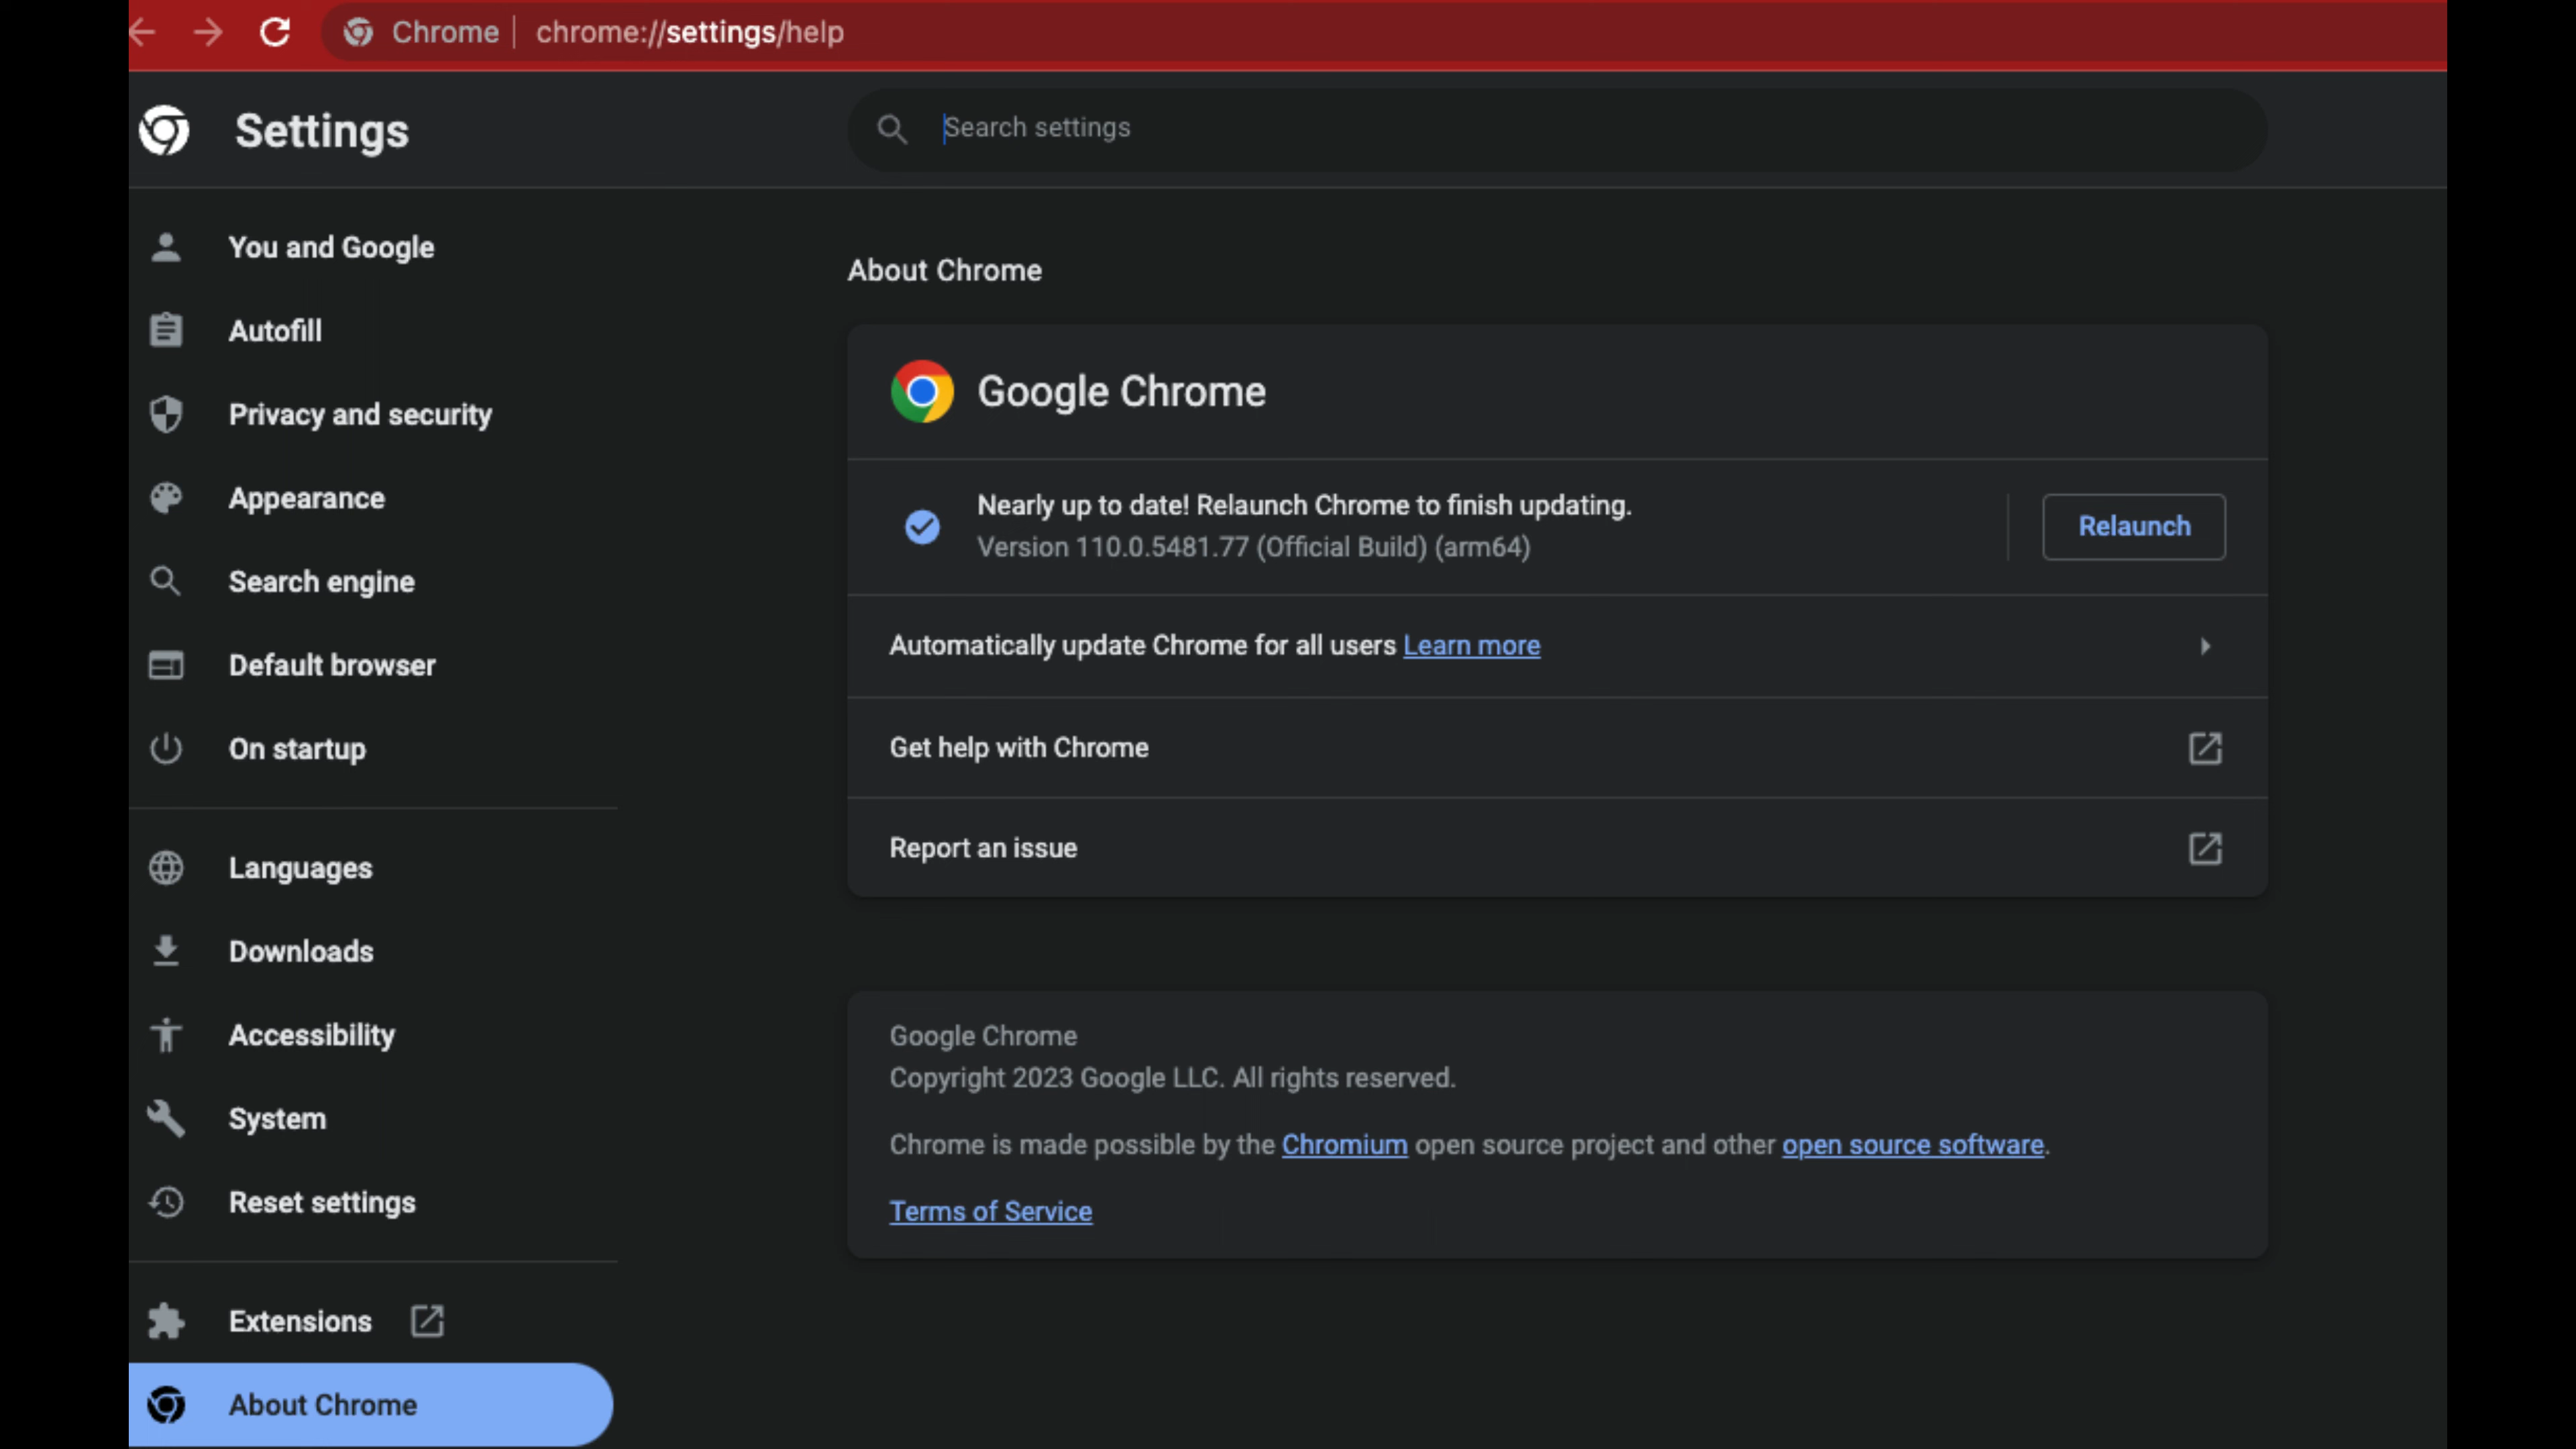 Chrome | chrome://settings/help
Settings
Search settings
You and Google
Autofill
Privacy and security
Appearance
Search engine
Default browser
On startup
Languages
Downloads
Accessibility
System
Reset settings
Extensions
About Chrome
About Chrome
Google Chrome
Nearly up to date! Relaunch Chrome to finish updating.
Version 110.0.5481.77 (Official Build) (arm64)
Relaunch
Automatically update Chrome for all users Learn more
Get help with Chrome
Report an issue
Google Chrome
Copyright 2023 Google LLC. All rights reserved.
Chrome is made possible by the Chromium open source project and other open source software.
Terms of Service